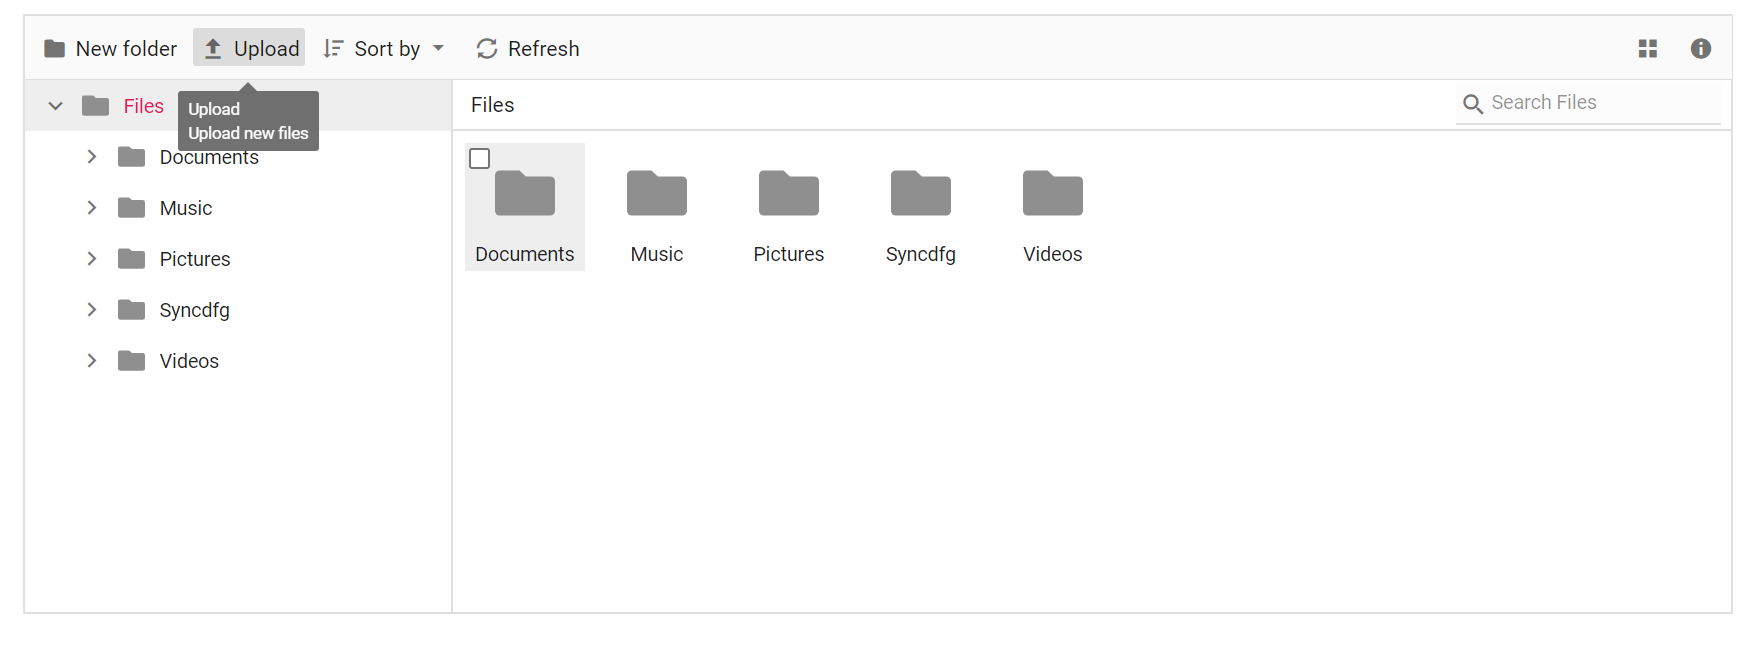 New folder Upload Sort by Refresh
Upload
Upload new files
Files
Documents
Music
Pictures
Syncdfg
Videos
Files
Search Files
Documents Music Pictures Syncdfg Videos